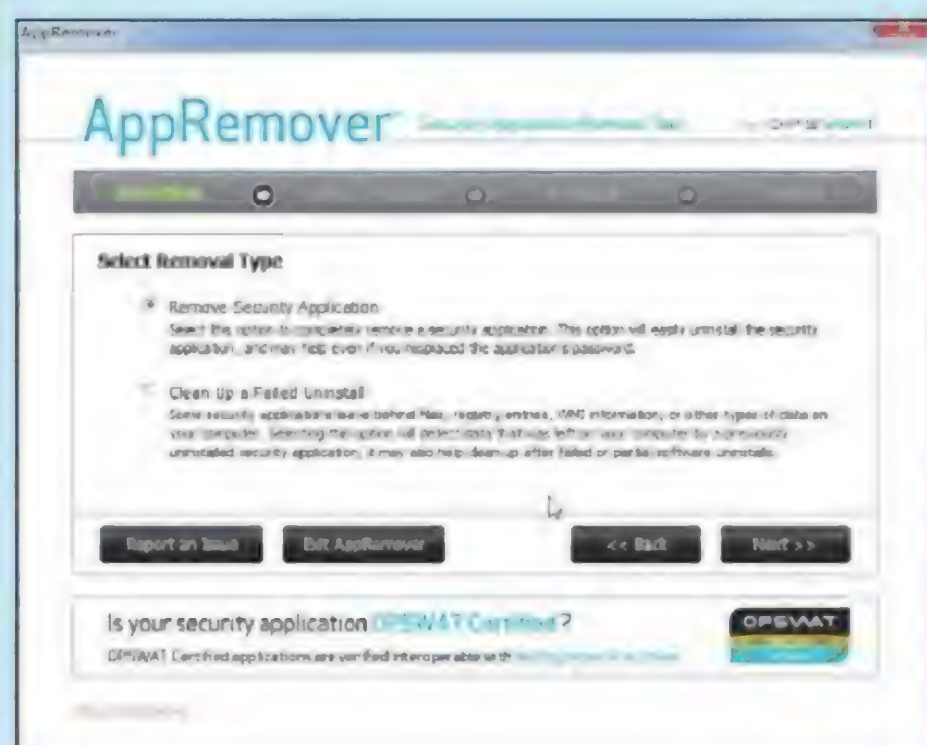 AppRemover
AppRemover Security Application Removal Tool
Select Removal Type
Remove Security Application
Select this option to completely remove a security application. This option will easily uninstall the security
application, and may help even if you misplaced the application's password.
Clean Up a Failed Uninstall
Some security applications leave behind files, registry entries, WMI information, or other types of data on
your computer. Selecting this option will detect data that was left on your computer by a previously
uninstalled security application; it may also help clean up after failed or partial software uninstalls.
Report an Issue
Exit AppRemover
<< Back
Next >>
Is your security application OPSWAT Certified?
OPSWAT
OPSWAT Certified applications are verified interoperable with